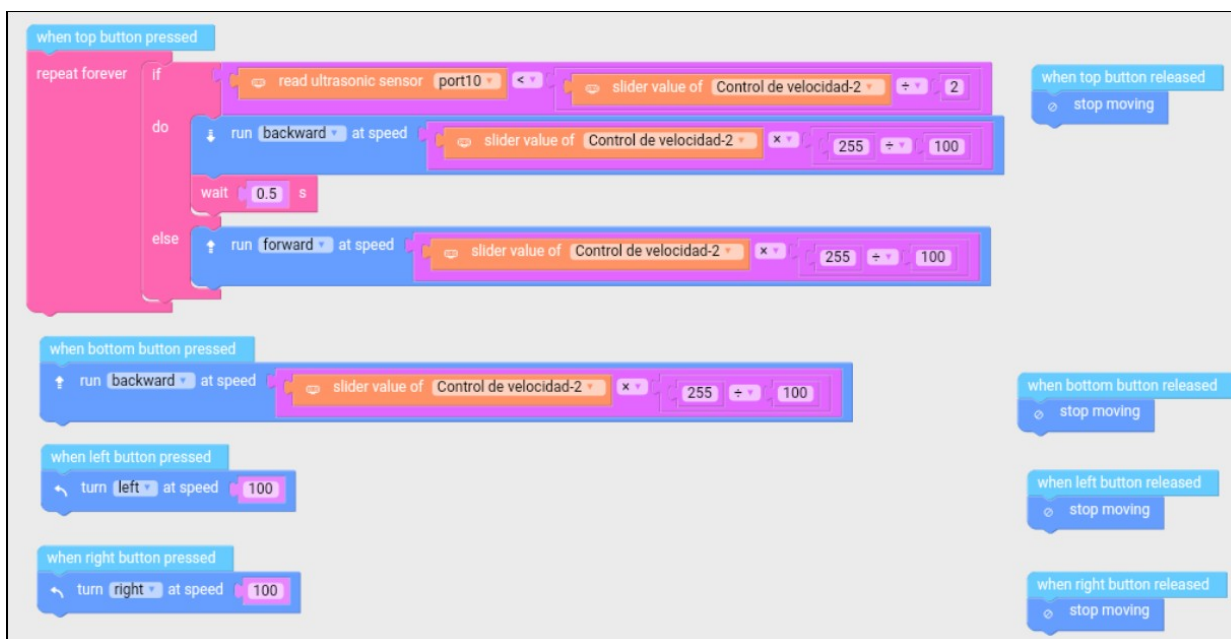 when top button pressed
repeat forever if read ultrasonic sensor port10 < slider value of Control de velocidad-2 ÷ 2
do run backward at speed slider value of Control de velocidad-2 × 255 ÷ 100
wait 0.5 s
else run forward at speed slider value of Control de velocidad-2 × 255 ÷ 100
when top button released
stop moving
when bottom button pressed
run backward at speed slider value of Control de velocidad-2 × 255 ÷ 100
when bottom button released
stop moving
when left button pressed
turn left at speed 100
when left button released
stop moving
when right button pressed
turn right at speed 100
when right button released
stop moving